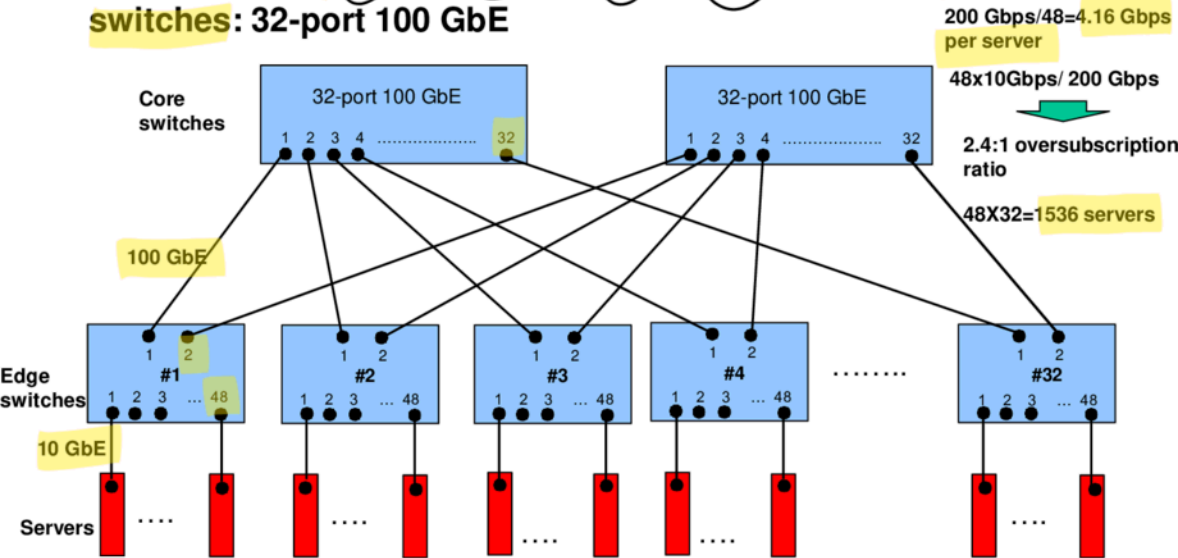 switches: 32-port 100 GbE
200 Gbps/48=4.16 Gbps
per server
48x10Gbps/ 200 Gbps
2.4:1 oversubscription
ratio
48X32=1536 servers
Core
switches
32-port 100 GbE
1 2 3 4 ..................... 32
32-port 100 GbE
1 2 3 4 ..................... 32
100 GbE
Edge
switches
1 2
#1
1 2 3 ... 48
1 2
#2
1 2 3 ... 48
1 2
#3
1 2 3 ... 48
1 2
#4
1 2 3 ... 48
........
1 2
#32
1 2 3 ... 48
10 GbE
Servers
.... .... .... .... ....